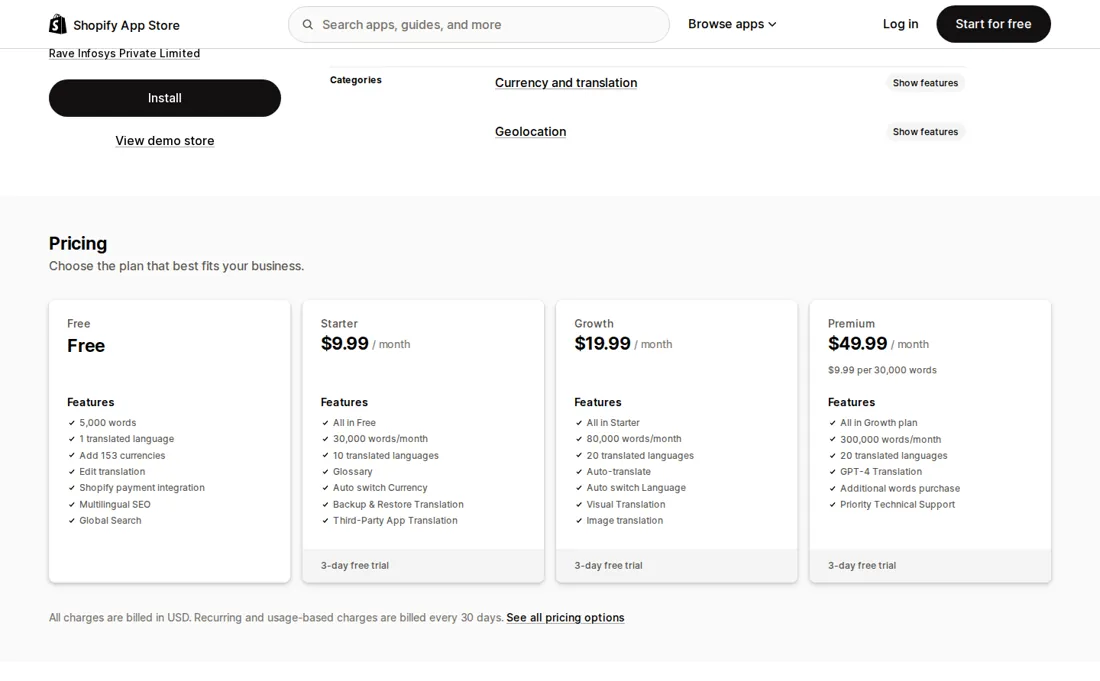 Shopify App Store
Search apps, guides, and more
Browse apps
Log in
Start for free
Rave Infosys Private Limited
Install
View demo store
Categories
Currency and translation
Show features
Geolocation
Show features
Pricing
Choose the plan that best fits your business.
Free
Free
Features
5,000 words
1 translated language
Add 153 currencies
Edit translation
Shopify payment integration
Multilingual SEO
Global Search
Starter
$9.99 / month
Features
All in Free
30,000 words/month
10 translated languages
Glossary
Auto switch Currency
Backup & Restore Translation
Third-Party App Translation
3-day free trial
Growth
$19.99 / month
Features
All in Starter
80,000 words/month
20 translated languages
Auto-translate
Auto switch Language
Visual Translation
Image translation
3-day free trial
Premium
$49.99 / month
$9.99 per 30,000 words
Features
All in Growth plan
300,000 words/month
20 translated languages
GPT-4 Translation
Additional words purchase
Priority Technical Support
3-day free trial
All charges are billed in USD. Recurring and usage-based charges are billed every 30 days. See all pricing options